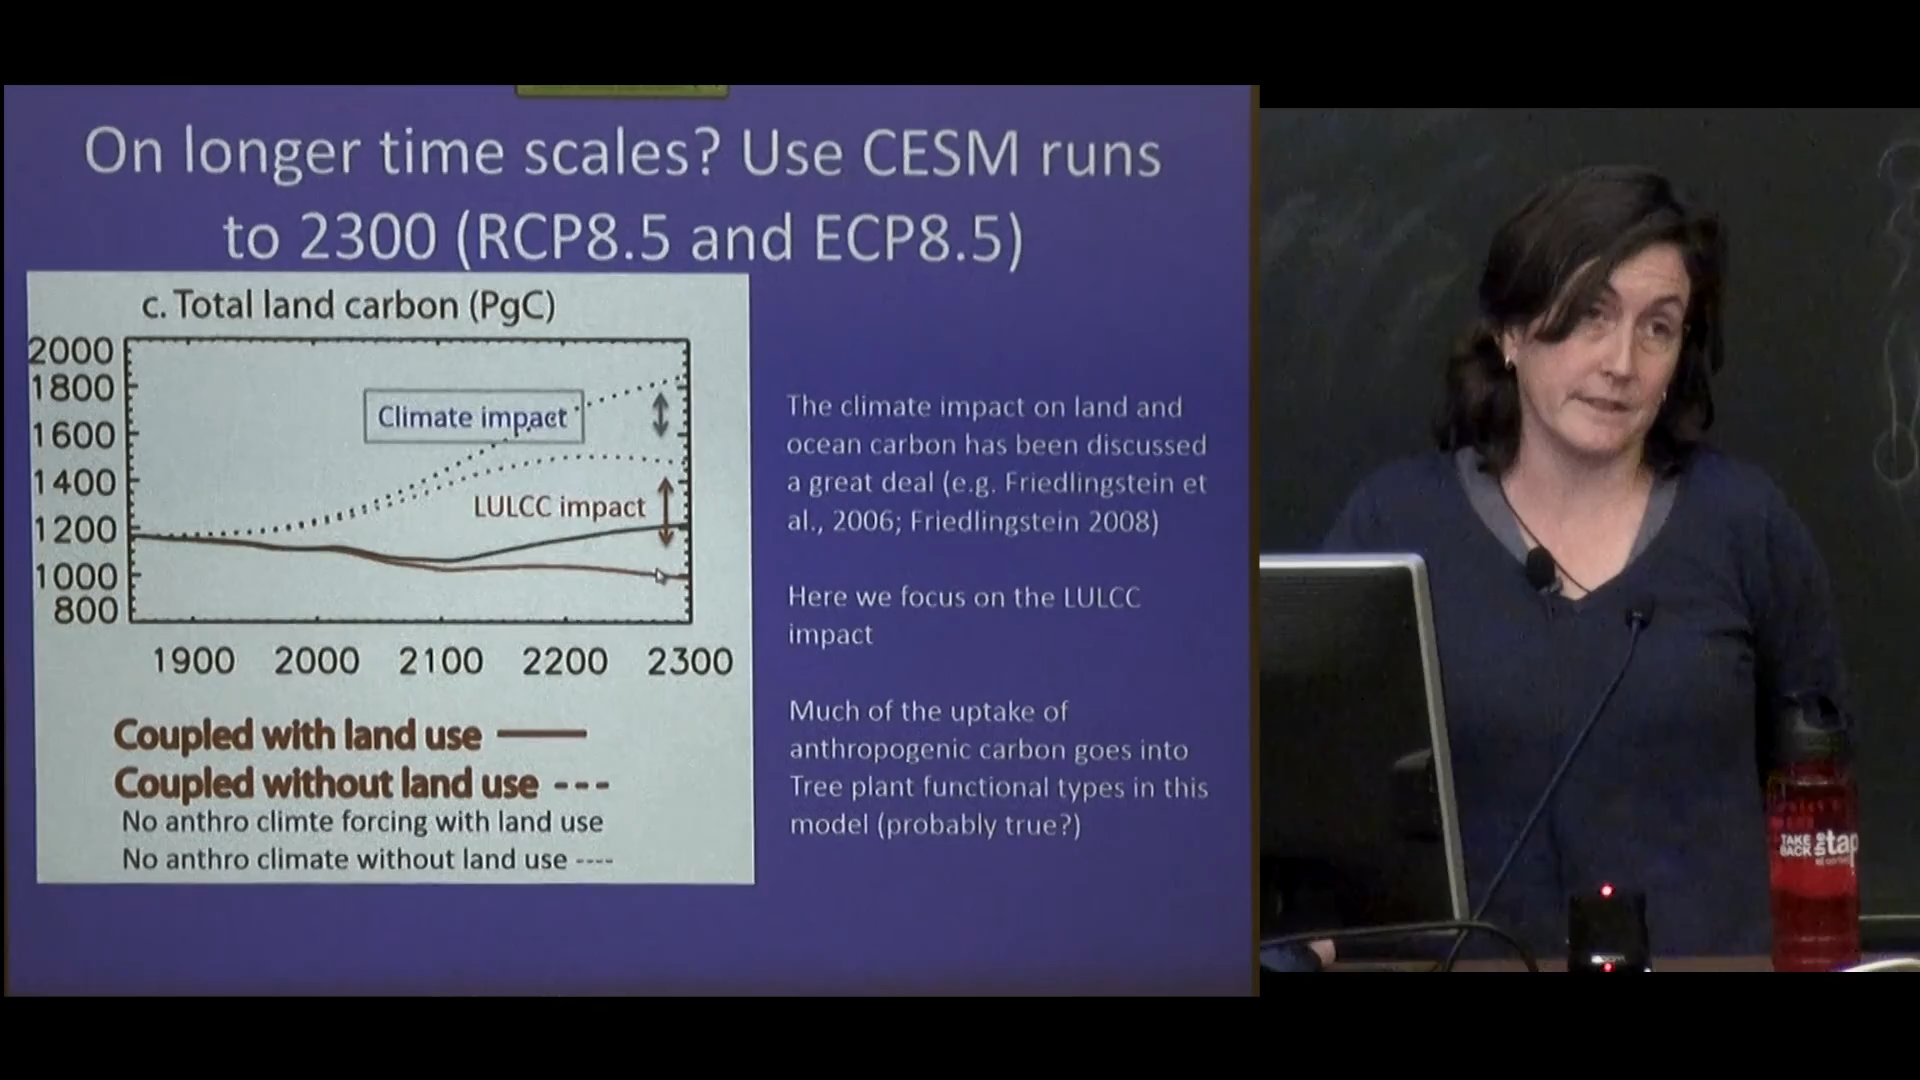 On longer time scales? Use CESM runs
to 2300 (RCP8.5 and ECP8.5)
c. Total land carbon (PgC)
2000
1800
1600
1400
1200
1000
800
Climate impact
LULCC impact
1900 2000 2100 2200 2300
Coupled with land use
Coupled without land use ---
No anthro climte forcing with land use
No anthro climate without land use ----
The climate impact on land and
ocean carbon has been discussed
a great deal (e.g. Friedlingstein et
al., 2006; Friedlingstein 2008)
Here we focus on the LULCC
impact
Much of the uptake of
anthropogenic carbon goes into
Tree plant functional types in this
model (probably true?)
TAKE
BACK
the
tap